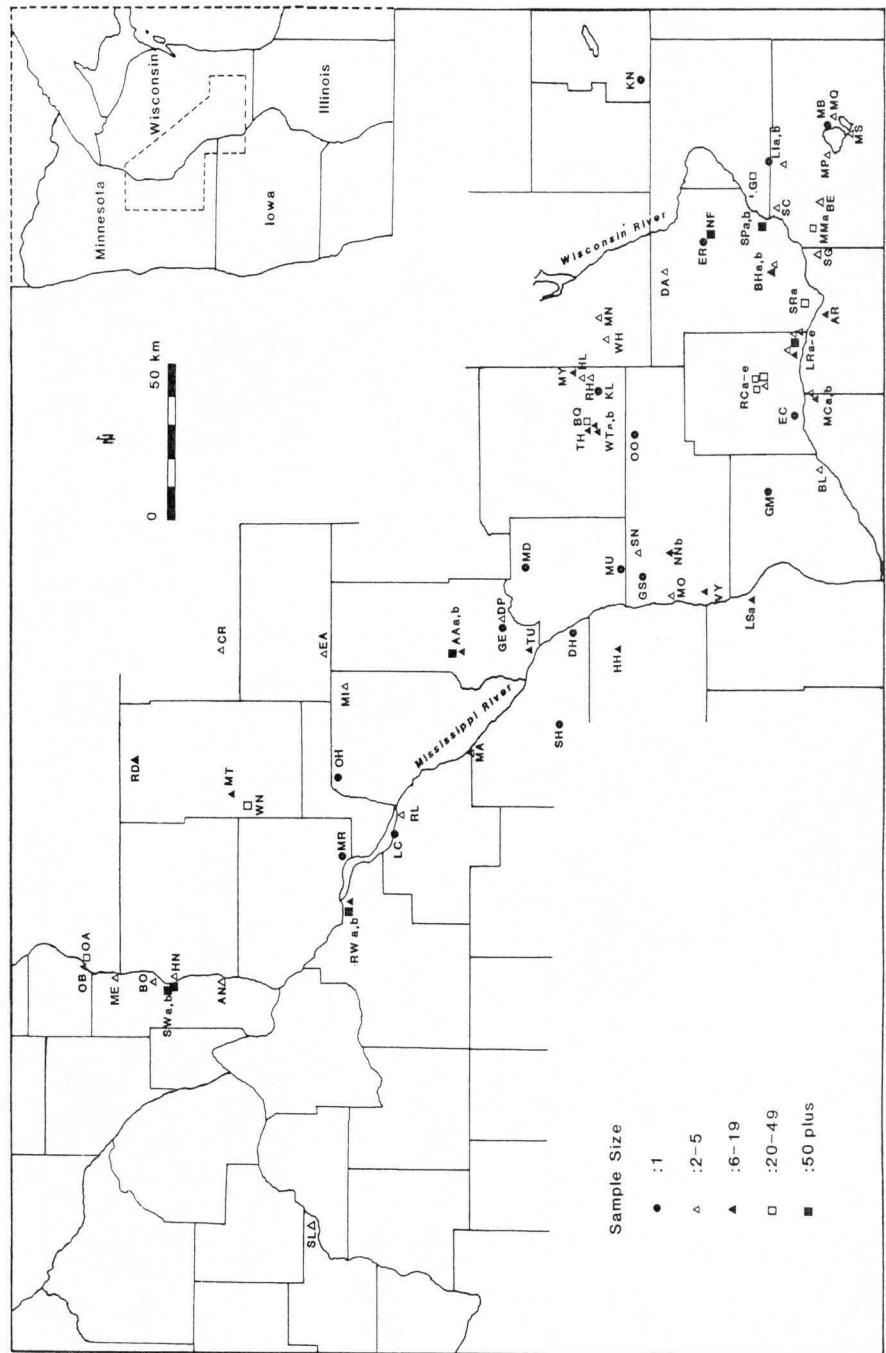 Minnesota
Wisconsin
Iowa
Illinois
N
0
50 km
OB
OA
ME
BO
SWa,b
HN
AN
SL
RD
MT
WN
CR
EA
MI
OH
MR
RWa,b
LC
RL
MA
Mississippi River
AAa,b
GE
DP
TU
MD
DH
HH
SH
MU
GS
SN
MO
NNb
VY
LSa
GM
BL
OO
TH
BQ
MY
HL
RH
KL
WH
MN
DA
Wisconsin River
KN
ER
NF
SPa,b
LG
LIa,b
SC
BHa,b
SRa
AR
SG
MMa
BE
MP
MB
MQ
MS
RCa-e
LRa-e
EC
MCa,b
Sample Size
:1
:2-5
:6-19
:20-49
:50 plus